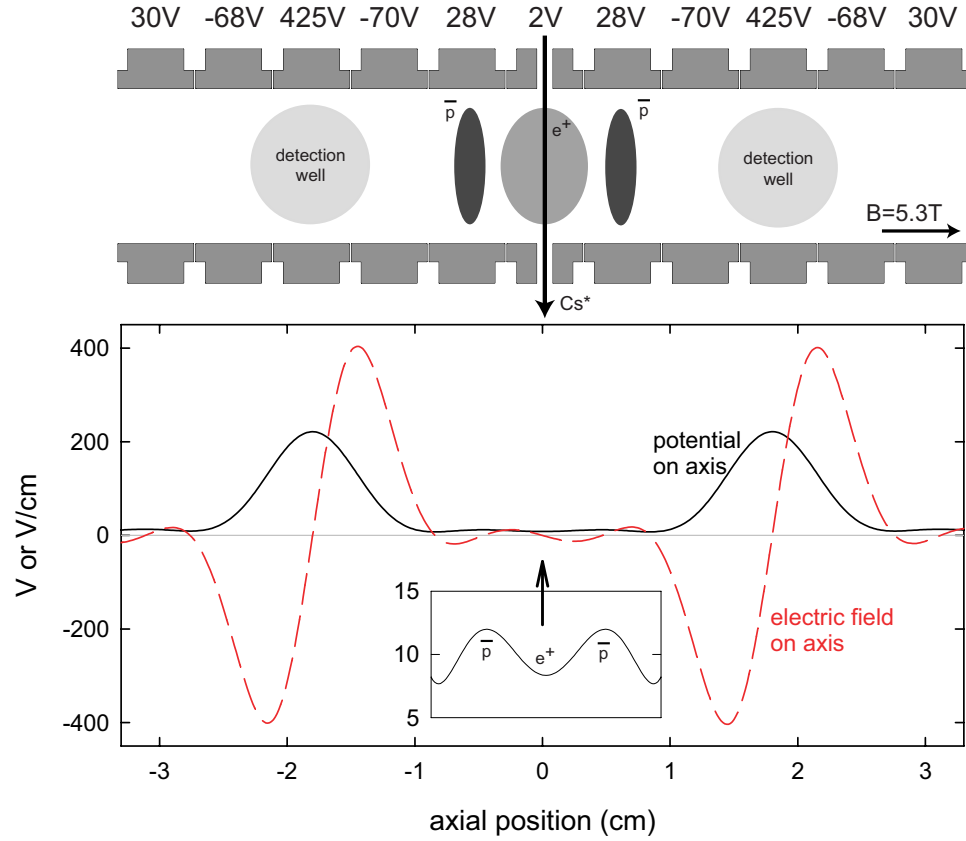 30V -68V 425V -70V 28V 2V 28V -70V 425V -68V 30V
p̅ p̅
e+
detection
well
detection
well
B=5.3T
Cs*
400
200
0
-200
-400
V or V/cm
potential
on axis
electric field
on axis
15
10
5
p̅ e+ p̅
-3 -2 -1 0 1 2 3
axial position (cm)